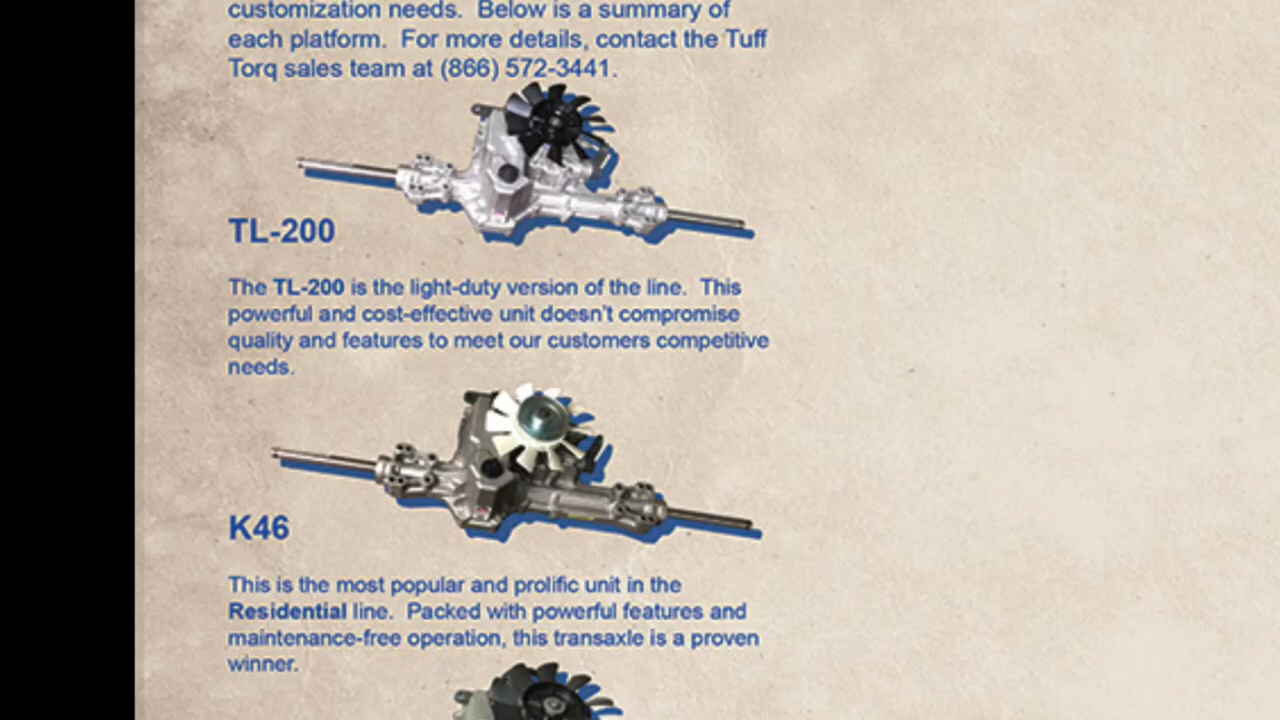 customization needs.  Below is a summary of
each platform.  For more details, contact the Tuff
Torq sales team at (866) 572-3441.
TL-200
The TL-200 is the light-duty version of the line.  This
powerful and cost-effective unit doesn't compromise
quality and features to meet our customers competitive
needs.
K46
This is the most popular and prolific unit in the
Residential line.  Packed with powerful features and
maintenance-free operation, this transaxle is a proven
winner.